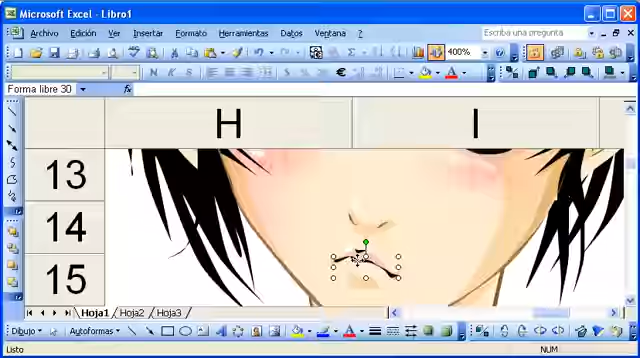 Microsoft Excel - Libro1
Archivo Edición Ver Insertar Formato Herramientas Datos Ventana ? Escriba una pregunta
400%
N K S €
Forma libre 30 fx
H I
13
14
15
Hoja1 Hoja2 Hoja3
Dibujo Autoformas
Listo NUM